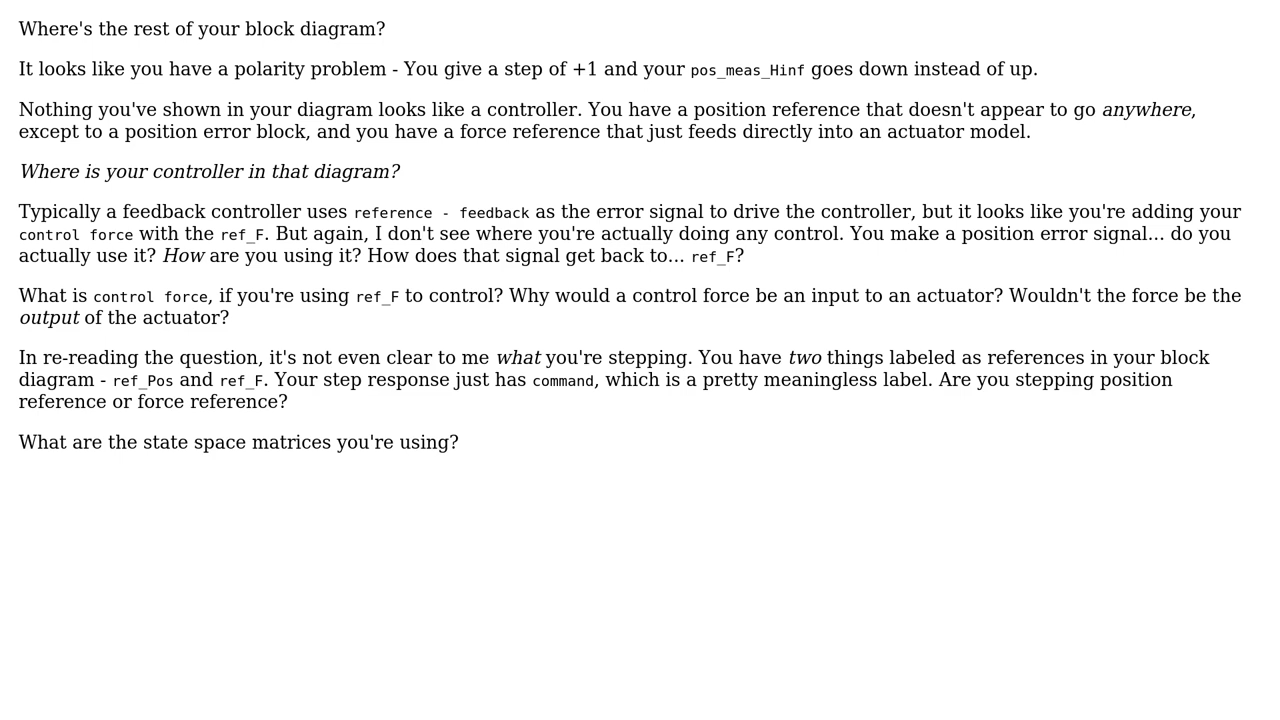 Where's the rest of your block diagram?
It looks like you have a polarity problem - You give a step of +1 and your pos_meas_Hinf goes down instead of up.
Nothing you've shown in your diagram looks like a controller. You have a position reference that doesn't appear to go anywhere,
except to a position error block, and you have a force reference that just feeds directly into an actuator model.
Where is your controller in that diagram?
Typically a feedback controller uses reference - feedback as the error signal to drive the controller, but it looks like you're adding your
control force with the ref_F. But again, I don't see where you're actually doing any control. You make a position error signal... do you
actually use it? How are you using it? How does that signal get back to... ref_F?
What is control force, if you're using ref_F to control? Why would a control force be an input to an actuator? Wouldn't the force be the
output of the actuator?
In re-reading the question, it's not even clear to me what you're stepping. You have two things labeled as references in your block
diagram - ref_Pos and ref_F. Your step response just has command, which is a pretty meaningless label. Are you stepping position
reference or force reference?
What are the state space matrices you're using?